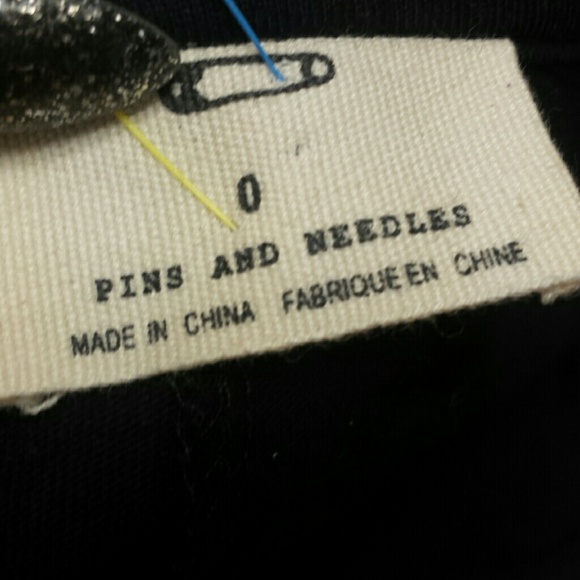 0
PINS AND NEEDLES
MADE IN CHINA FABRIQUE EN CHINE